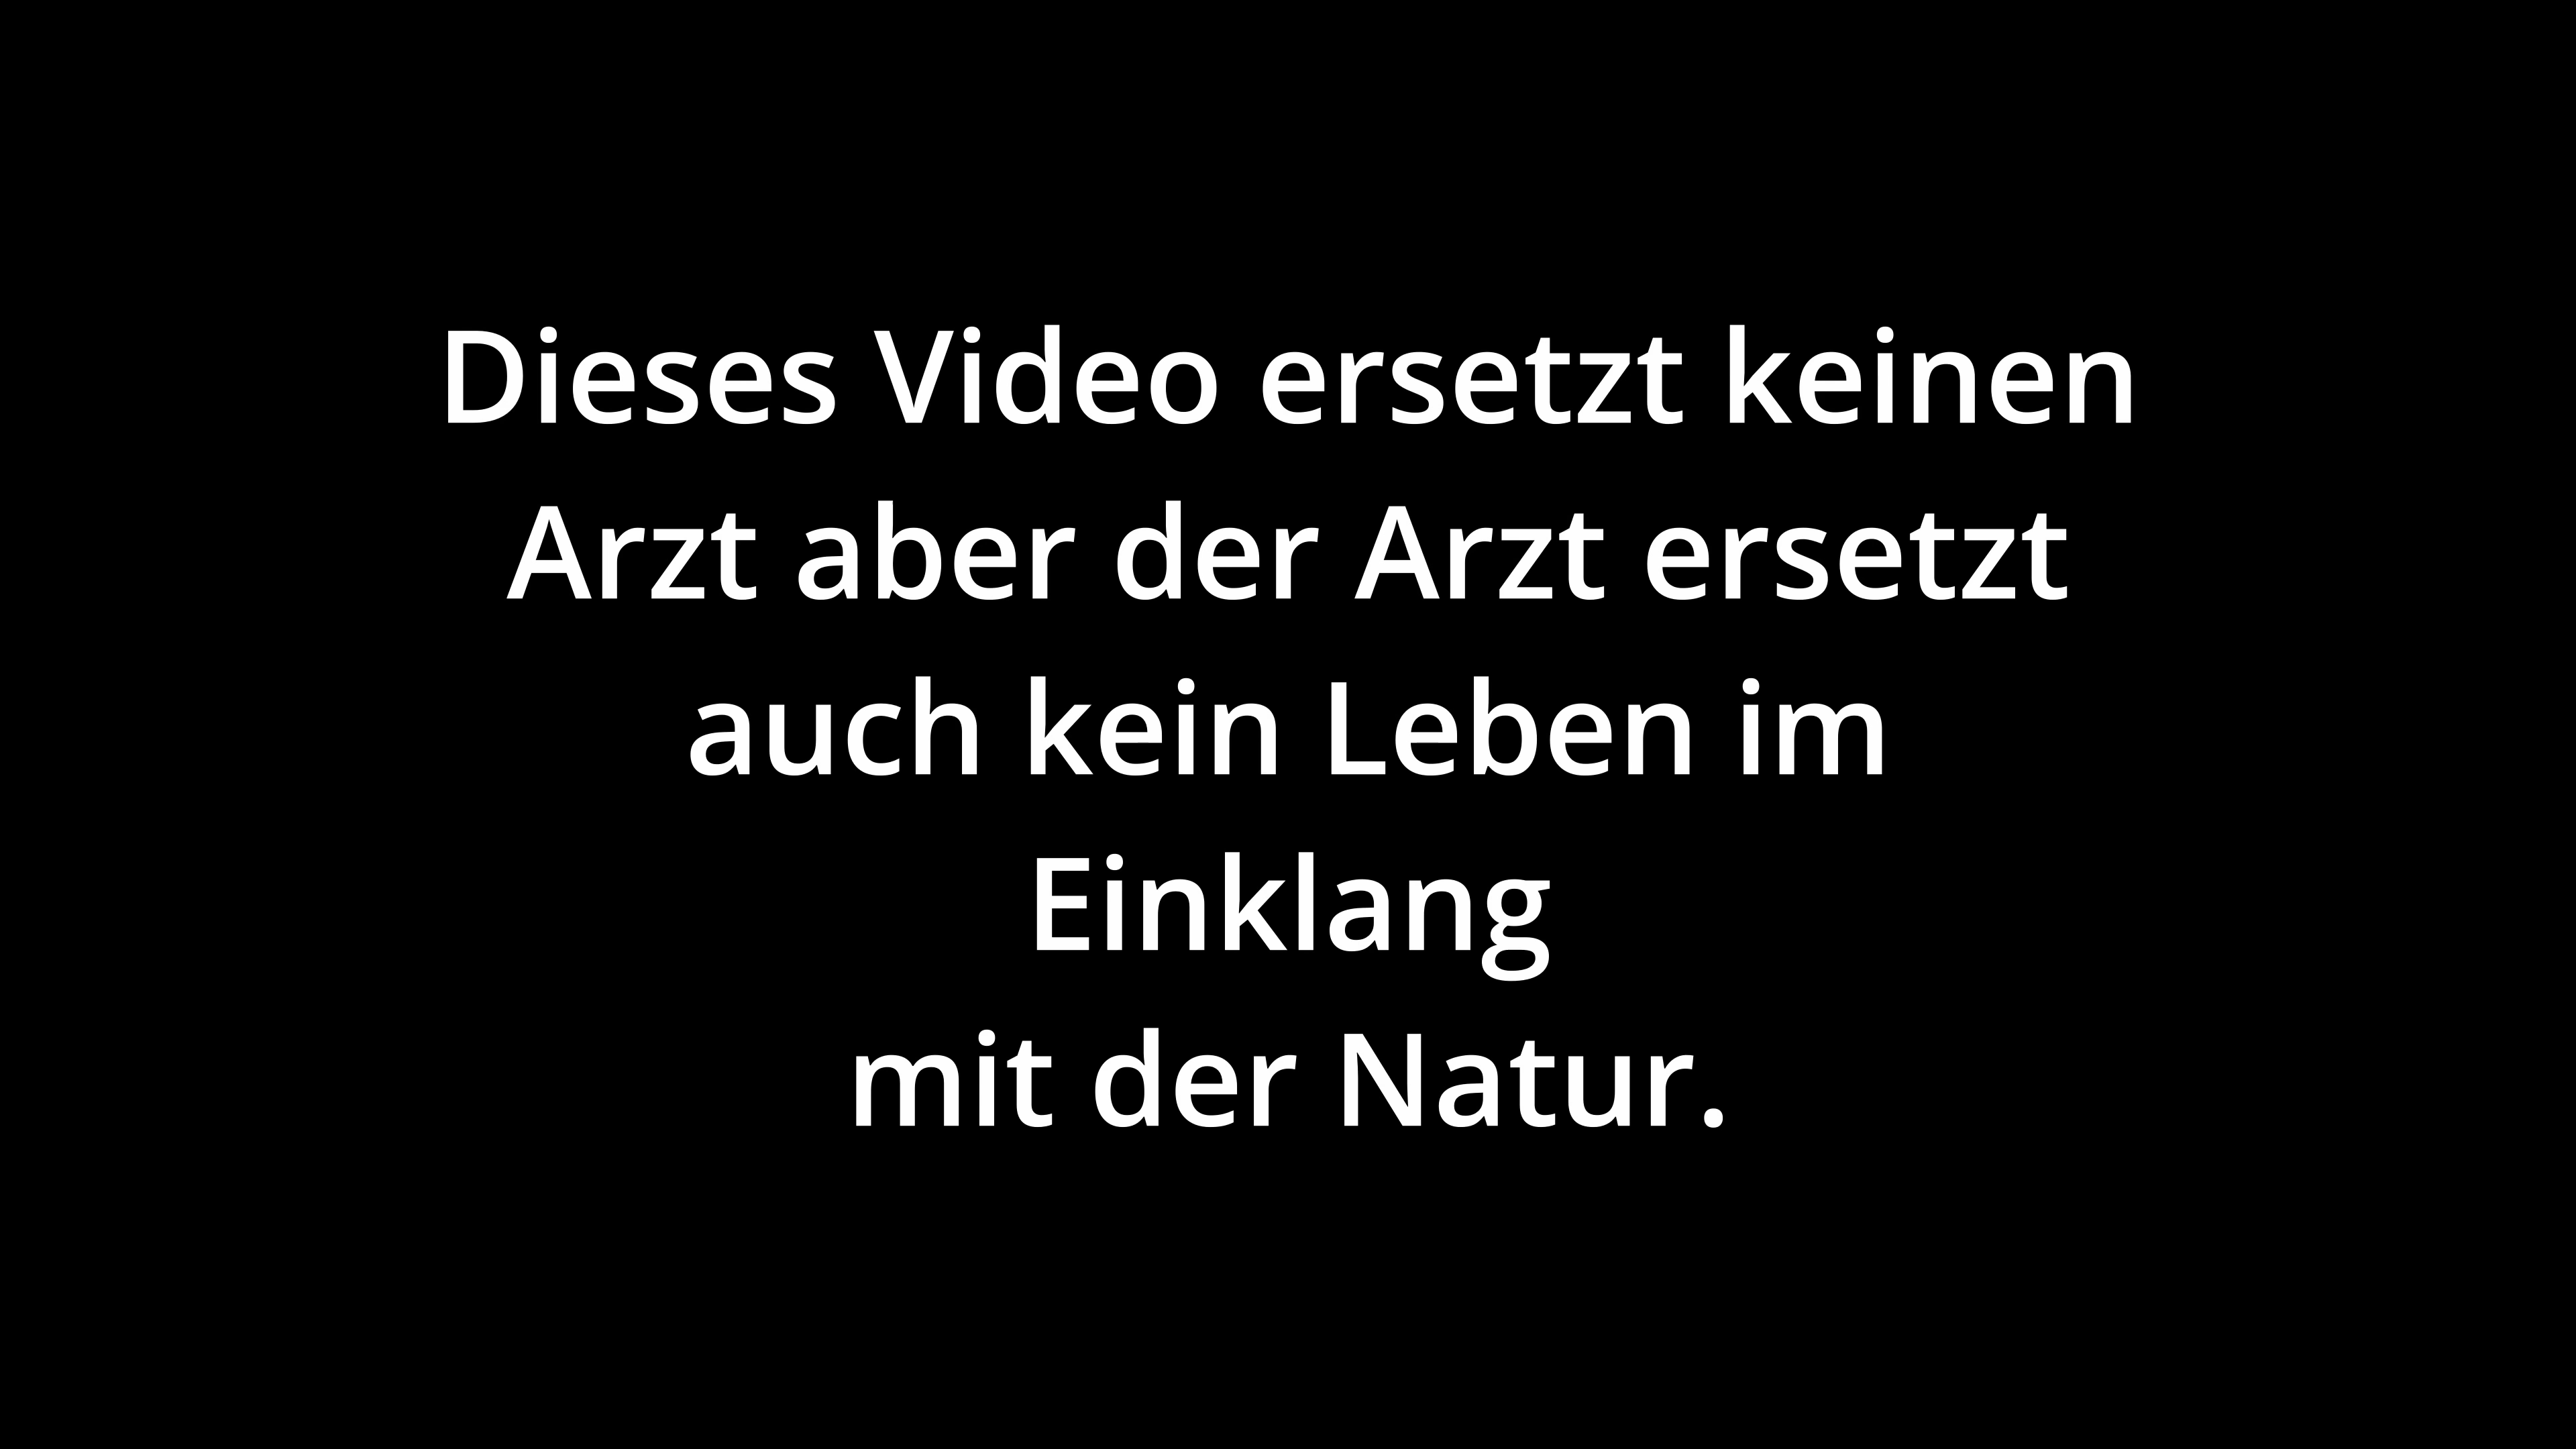 Dieses Video ersetzt keinen
Arzt aber der Arzt ersetzt
auch kein Leben im
Einklang
mit der Natur.